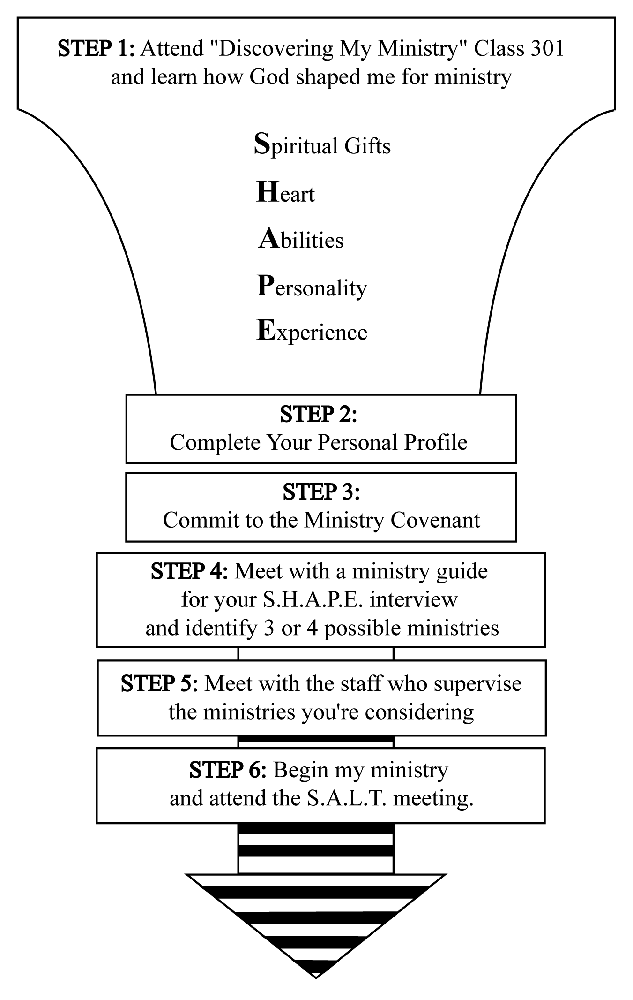 STEP 1: Attend "Discovering My Ministry" Class 301
and learn how God shaped me for ministry
Spiritual Gifts
Heart
Abilities
Personality
Experience
STEP 2:
Complete Your Personal Profile
STEP 3:
Commit to the Ministry Covenant
STEP 4: Meet with a ministry guide
for your S.H.A.P.E. interview
and identify 3 or 4 possible ministries
STEP 5: Meet with the staff who supervise
the ministries you're considering
STEP 6: Begin my ministry
and attend the S.A.L.T. meeting.